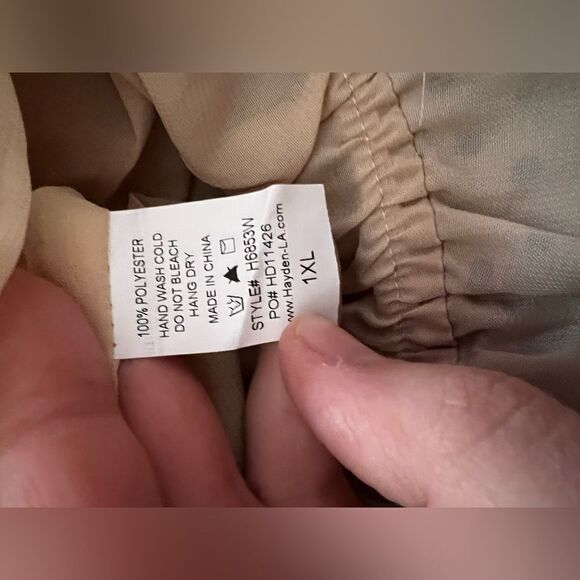 100% POLYESTER
HAND WASH COLD
DO NOT BLEACH
HANG DRY
MADE IN CHINA
STYLE# H6853W
PO# HD11426
www.Hayden-LA.com
1XL